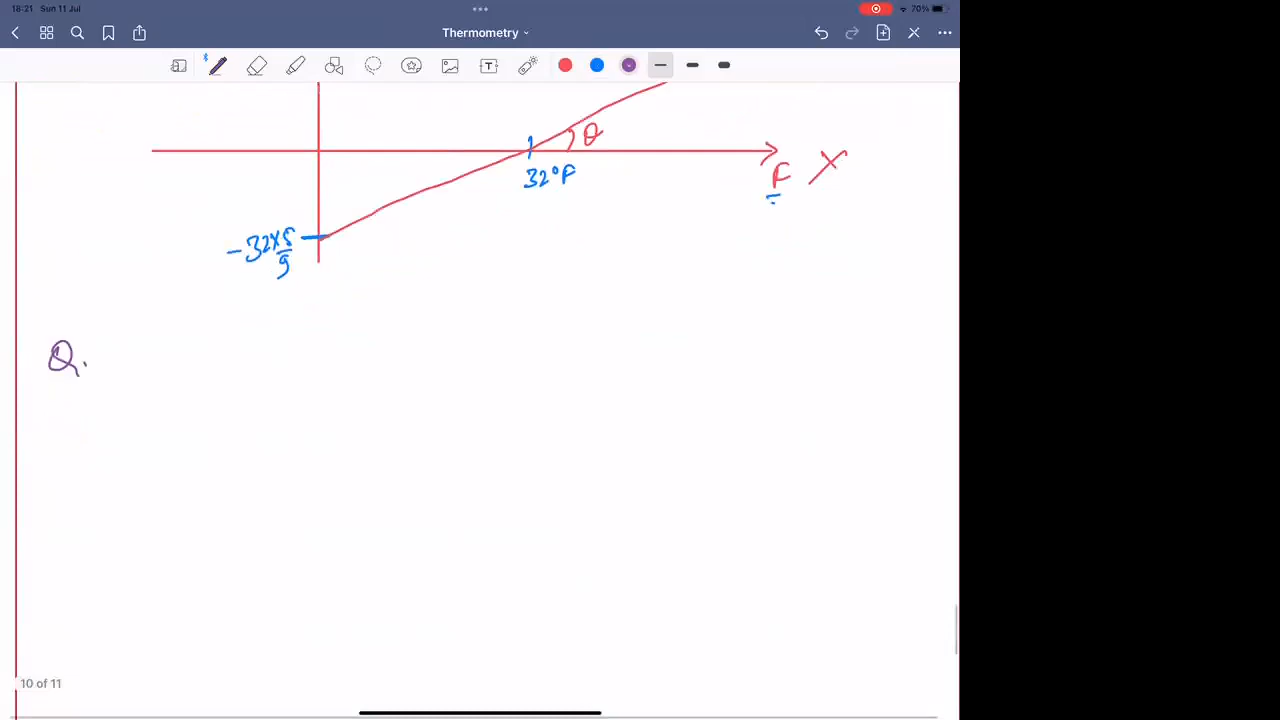 18:21 Sun 11 Jul
70%
Thermometry
T
θ
32°F
F X
-32×5/9
Q.
10 of 11